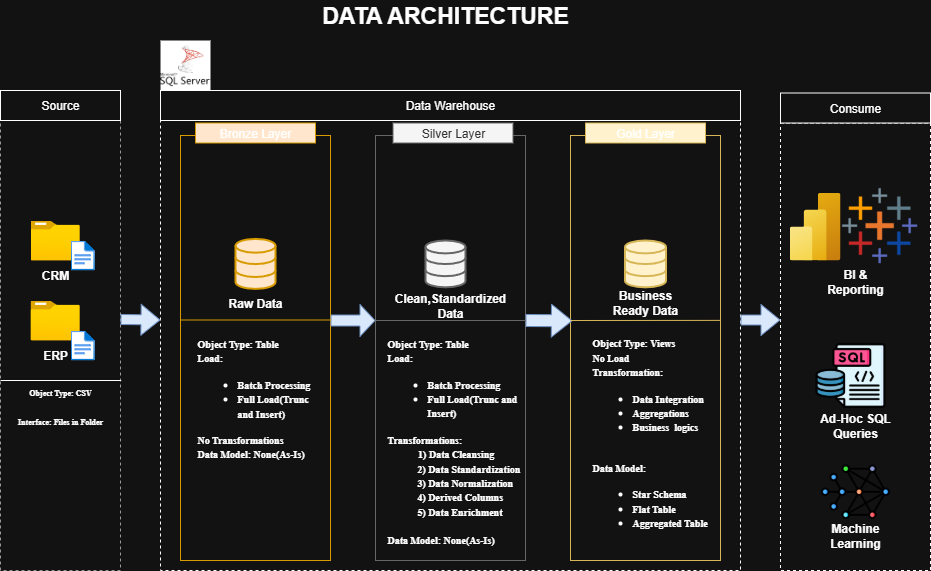 DATA ARCHITECTURE
Microsoft
SQL Server
Source
CRM
ERP
Object Type: CSV
Interface: Files in Folder
Data Warehouse
Bronze Layer
Raw Data
Object Type: Table
Load:
• Batch Processing
• Full Load(Trunc
and Insert)
No Transformations
Data Model: None(As-Is)
Silver Layer
Clean,Standardized
Data
Object Type: Table
Load:
• Batch Processing
• Full Load(Trunc and
Insert)
Transformations:
1) Data Cleansing
2) Data Standardization
3) Data Normalization
4) Derived Columns
5) Data Enrichment
Data Model: None(As-Is)
Gold Layer
Business
Ready Data
Object Type: Views
No Load
Transformation:
• Data Integration
• Aggregations
• Business logics
Data Model:
• Star Schema
• Flat Table
• Aggregated Table
Consume
BI &
Reporting
SQL
</>
Ad-Hoc SQL
Queries
Machine
Learning